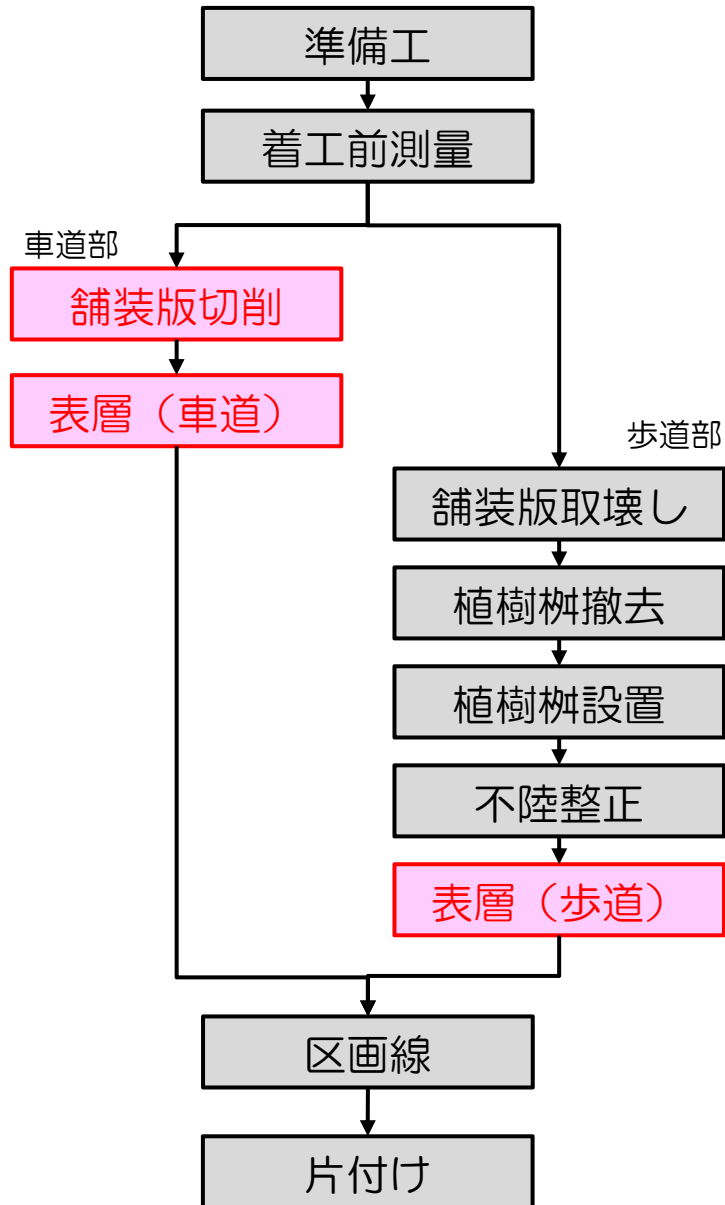 準備工
着工前測量
車道部
舗装版切削
表層（車道）
歩道部
舗装版取壊し
植樹桝撤去
植樹桝設置
不陸整正
表層（歩道）
区画線
片付け